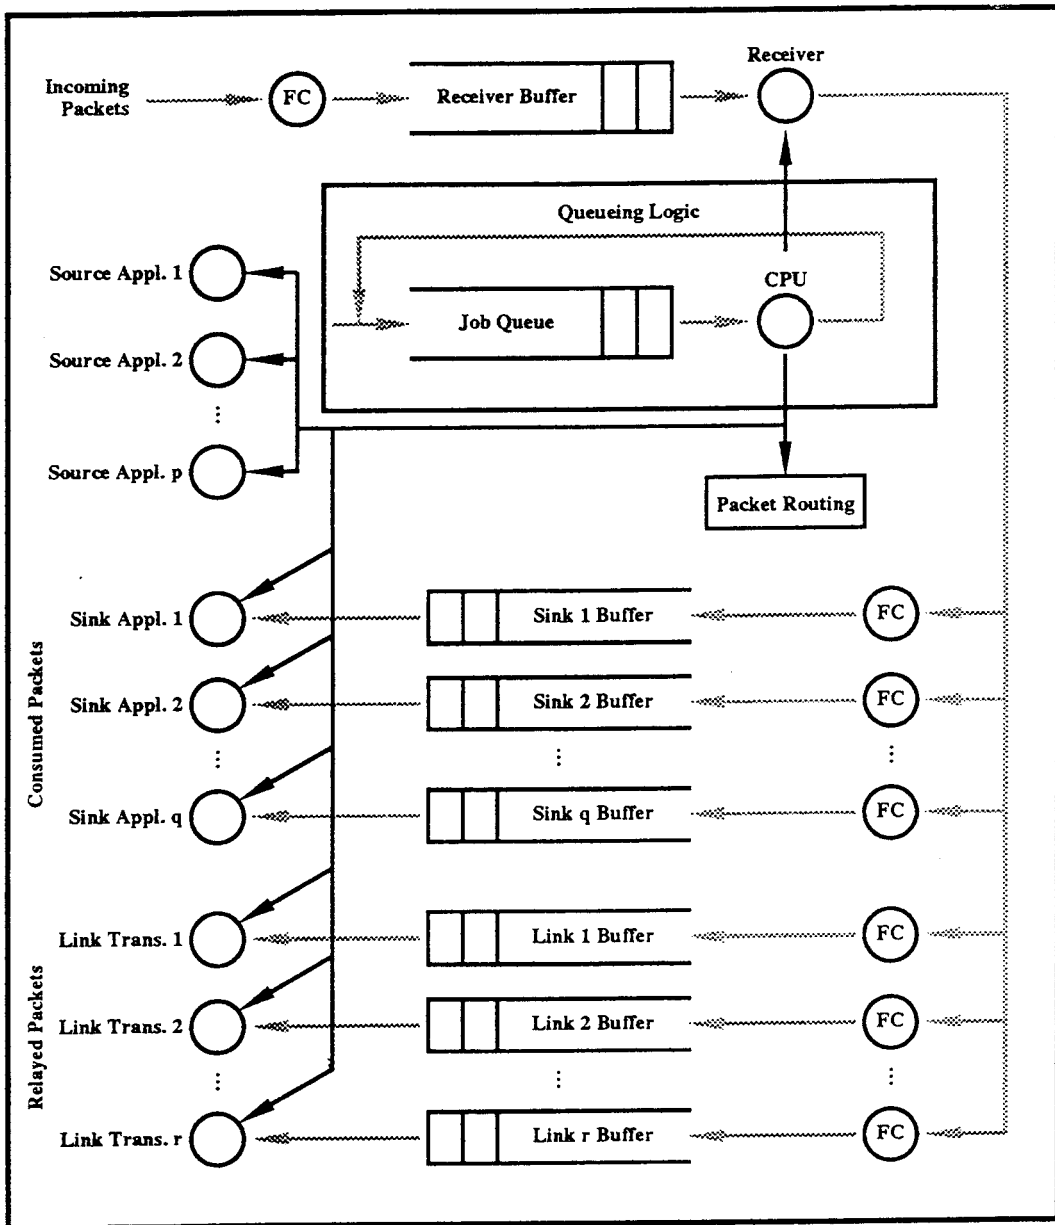 Receiver
Incoming
Packets
FC
Receiver Buffer
Queueing Logic
Source Appl. 1
CPU
Job Queue
Source Appl. 2
⋮
Source Appl. p
Packet Routing
Consumed Packets
Sink Appl. 1
Sink 1 Buffer
FC
Sink Appl. 2
Sink 2 Buffer
FC
⋮
⋮
⋮
Sink Appl. q
Sink q Buffer
FC
Relayed Packets
Link Trans. 1
Link 1 Buffer
FC
Link Trans. 2
Link 2 Buffer
FC
⋮
⋮
⋮
Link Trans. r
Link r Buffer
FC